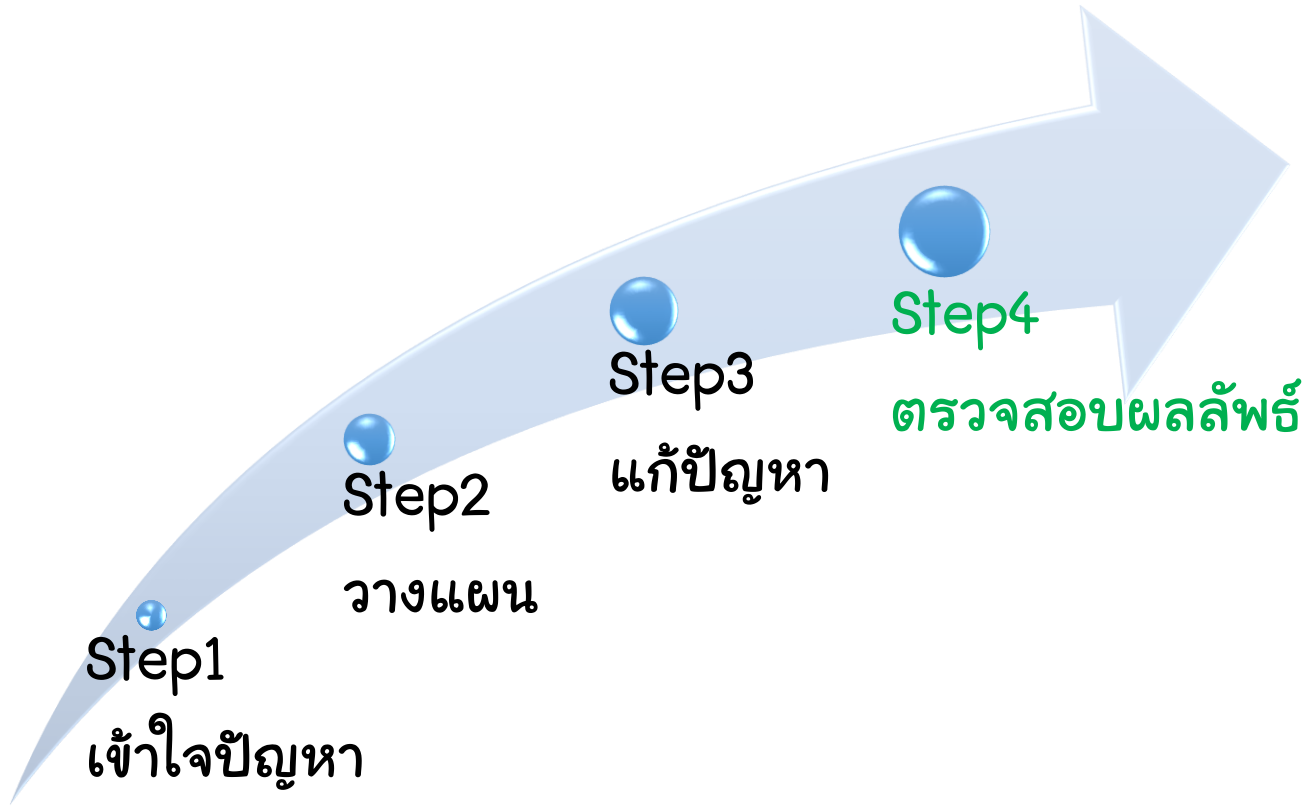 Step1
เข้าใจปัญหา
Step2
วางแผน
Step3
แก้ปัญหา
Step4
ตรวจสอบผลลัพธ์